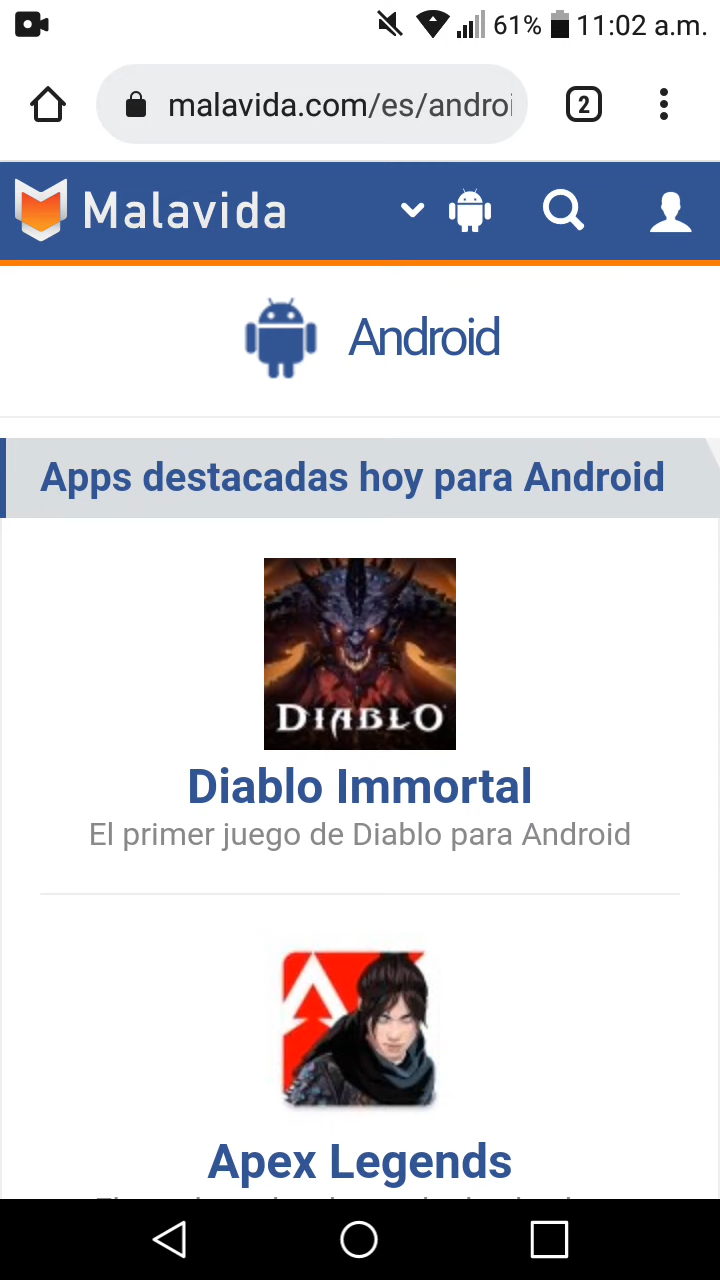 61% 11:02 a.m.
malavida.com/es/androi
2
Malavida
Android
Apps destacadas hoy para Android
DIABLO
Diablo Immortal
El primer juego de Diablo para Android
Apex Legends